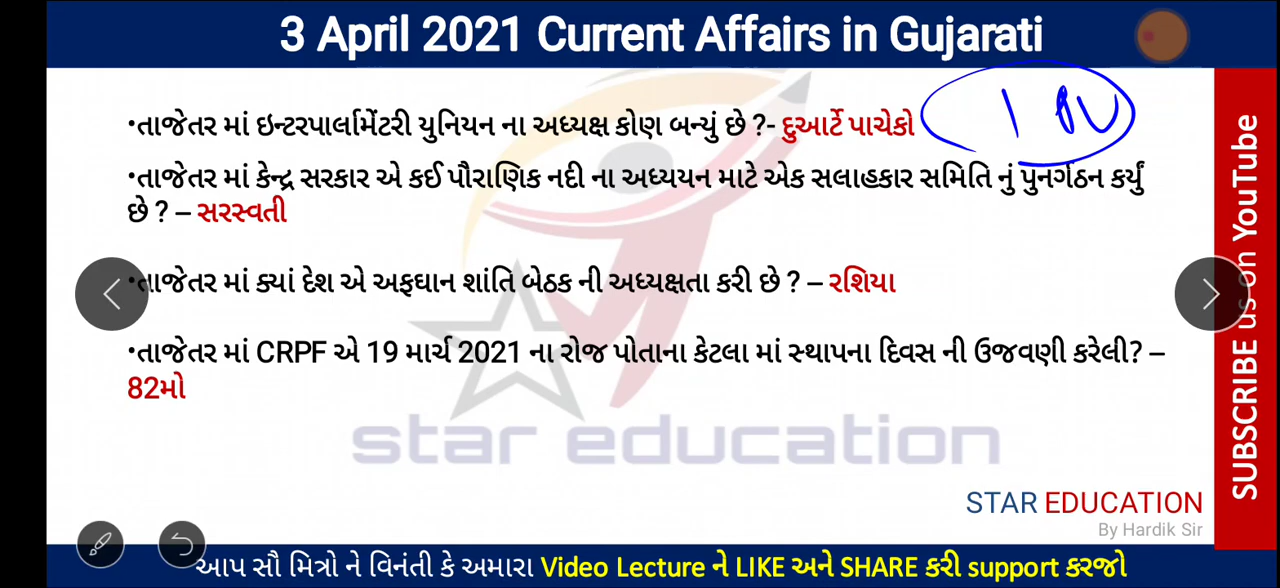 3 April 2021 Current Affairs in Gujarati
•તાજેતર માં ઇન્ટરપાર્લામેંટરી યુનિયન ના અધ્યક્ષ કોણ બન્યું છે ?- દુઆર્ટે પાચેકો
•તાજેતર માં કેન્દ્ર સરકાર એ કઈ પૌરાણિક નદી ના અધ્યયન માટે એક સલાહકાર સમિતિ નું પુનર્ગઠન કર્યું
છે ? – સરસ્વતી
•તાજેતર માં ક્યાં દેશ એ અફઘાન શાંતિ બેઠક ની અધ્યક્ષતા કરી છે ? – રશિયા
•તાજેતર માં CRPF એ 19 માર્ચ 2021 ના રોજ પોતાના કેટલા માં સ્થાપના દિવસ ની ઉજવણી કરેલી? –
82મો
star education
STAR EDUCATION
By Hardik Sir
આપ સૌ મિત્રો ને વિનંતી કે અમારા Video Lecture ને LIKE અને SHARE કરી support કરજો
SUBSCRIBE us on YouTube